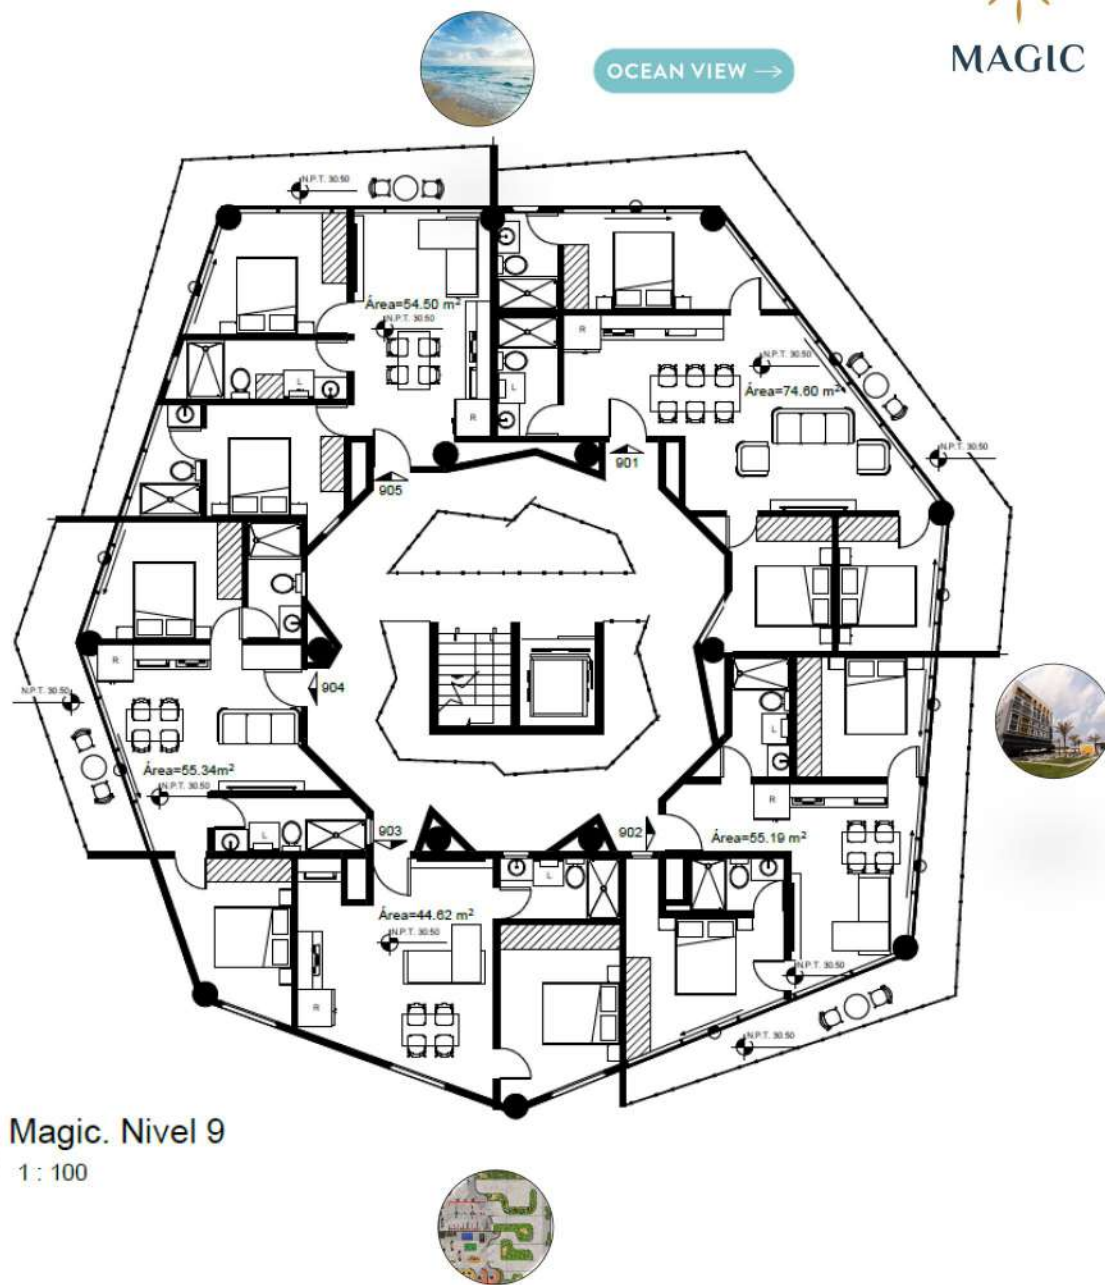 MAGIC
OCEAN VIEW →
N.P.T. 30.50
Área=54.50 m²
N.P.T. 30.50
R
L
905
R
L
N.P.T. 30.50
Área=74.60 m²
901
N.P.T. 30.50
R
904
N.P.T. 30.50
Área=55.34m²
N.P.T. 30.50
L
903
L
R
902
Área=55.19 m²
L
Área=44.62 m²
N.P.T. 30.50
R
L
N.P.T. 30.50
N.P.T. 30.50
Magic. Nivel 9
1 : 100